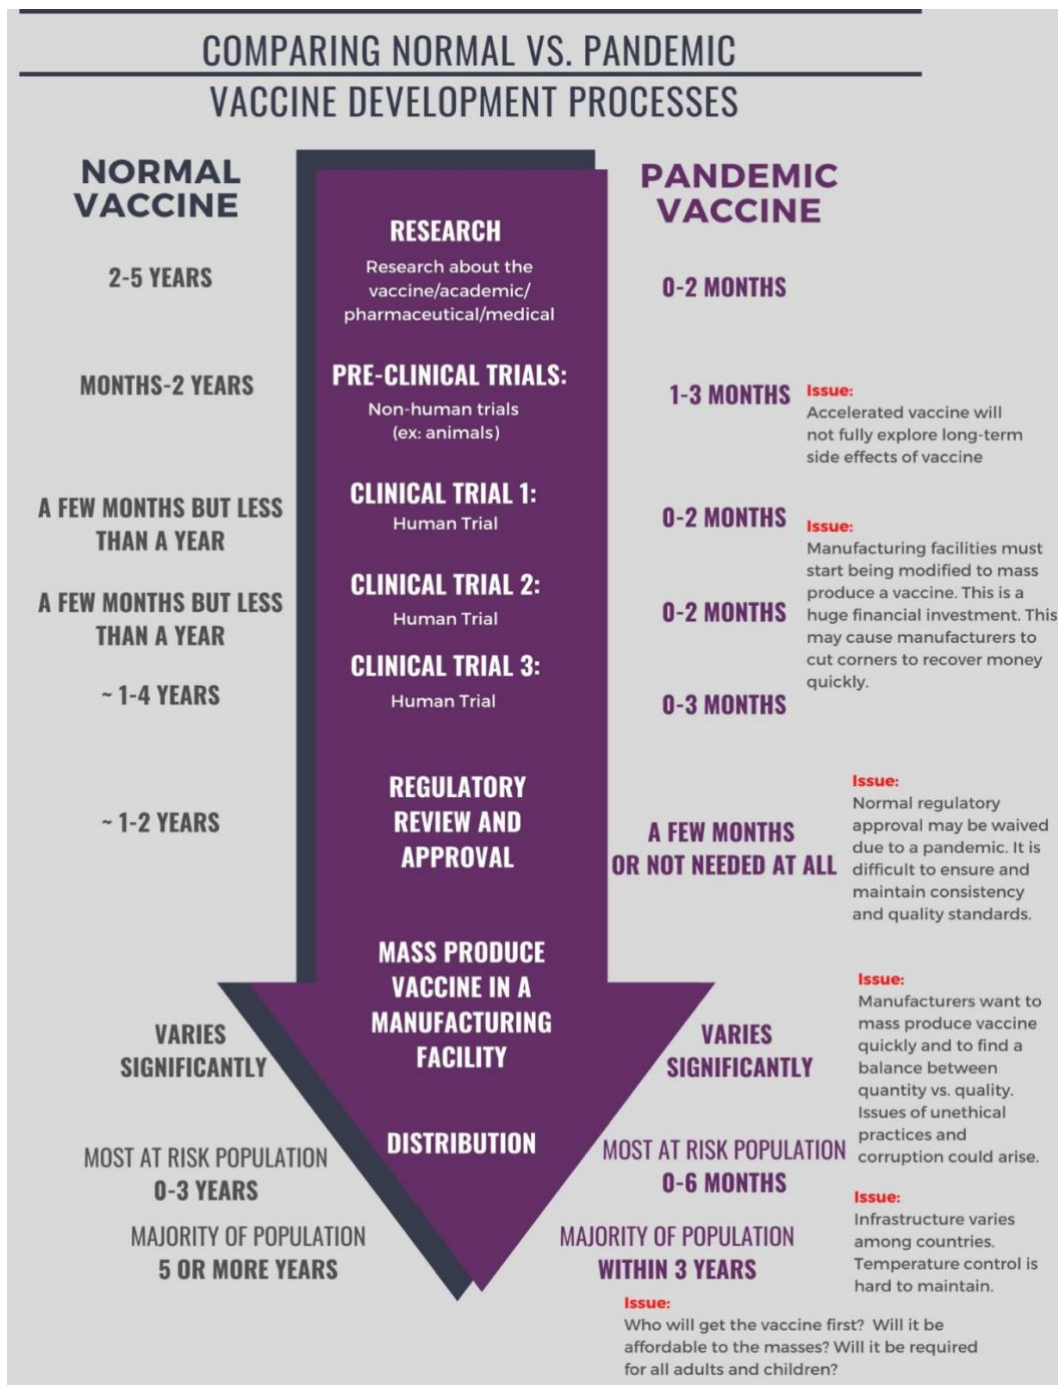 COMPARING NORMAL VS. PANDEMIC
VACCINE DEVELOPMENT PROCESSES
NORMAL
VACCINE
PANDEMIC
VACCINE
RESEARCH
Research about the
vaccine/academic/
pharmaceutical/medical
2-5 YEARS
0-2 MONTHS
PRE-CLINICAL TRIALS:
Non-human trials
(ex: animals)
MONTHS-2 YEARS
1-3 MONTHS
Issue:
Accelerated vaccine will
not fully explore long-term
side effects of vaccine
CLINICAL TRIAL 1:
Human Trial
A FEW MONTHS BUT LESS
THAN A YEAR
0-2 MONTHS
Issue:
Manufacturing facilities must
start being modified to mass
produce a vaccine. This is a
huge financial investment. This
may cause manufacturers to
cut corners to recover money
quickly.
CLINICAL TRIAL 2:
Human Trial
A FEW MONTHS BUT LESS
THAN A YEAR
0-2 MONTHS
CLINICAL TRIAL 3:
Human Trial
~ 1-4 YEARS
0-3 MONTHS
REGULATORY
REVIEW AND
APPROVAL
~ 1-2 YEARS
A FEW MONTHS
OR NOT NEEDED AT ALL
Issue:
Normal regulatory
approval may be waived
due to a pandemic. It is
difficult to ensure and
maintain consistency
and quality standards.
MASS PRODUCE
VACCINE IN A
MANUFACTURING
FACILITY
VARIES
SIGNIFICANTLY
VARIES
SIGNIFICANTLY
Issue:
Manufacturers want to
mass produce vaccine
quickly and to find a
balance between
quantity vs. quality.
Issues of unethical
practices and
corruption could arise.
DISTRIBUTION
MOST AT RISK POPULATION
0-3 YEARS
MOST AT RISK POPULATION
0-6 MONTHS
Issue:
Infrastructure varies
among countries.
Temperature control is
hard to maintain.
MAJORITY OF POPULATION
5 OR MORE YEARS
MAJORITY OF POPULATION
WITHIN 3 YEARS
Issue:
Who will get the vaccine first? Will it be
affordable to the masses? Will it be required
for all adults and children?